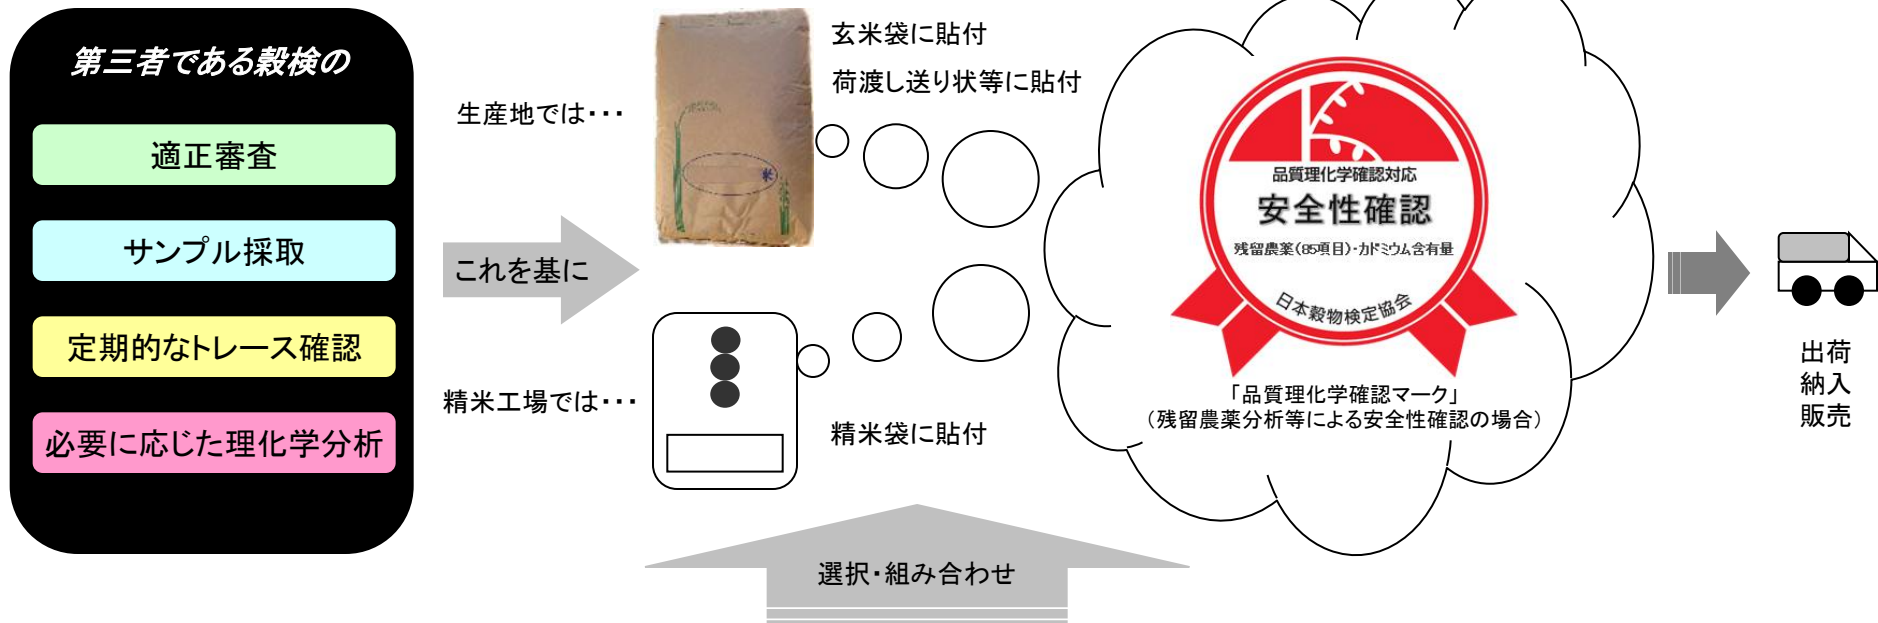 第三者である穀検の
適正審査
サンプル採取
定期的なトレース確認
必要に応じた理化学分析
これを基に
生産地では・・・
玄米袋に貼付
荷渡し送り状等に貼付
米
精米工場では・・・
精米袋に貼付
品質理化学確認対応
安全性確認
残留農薬(85項目)・カドミウム含有量
日本穀物検定協会
「品質理化学確認マーク」
(残留農薬分析等による安全性確認の場合)
出荷
納入
販売
選択・組み合わせ